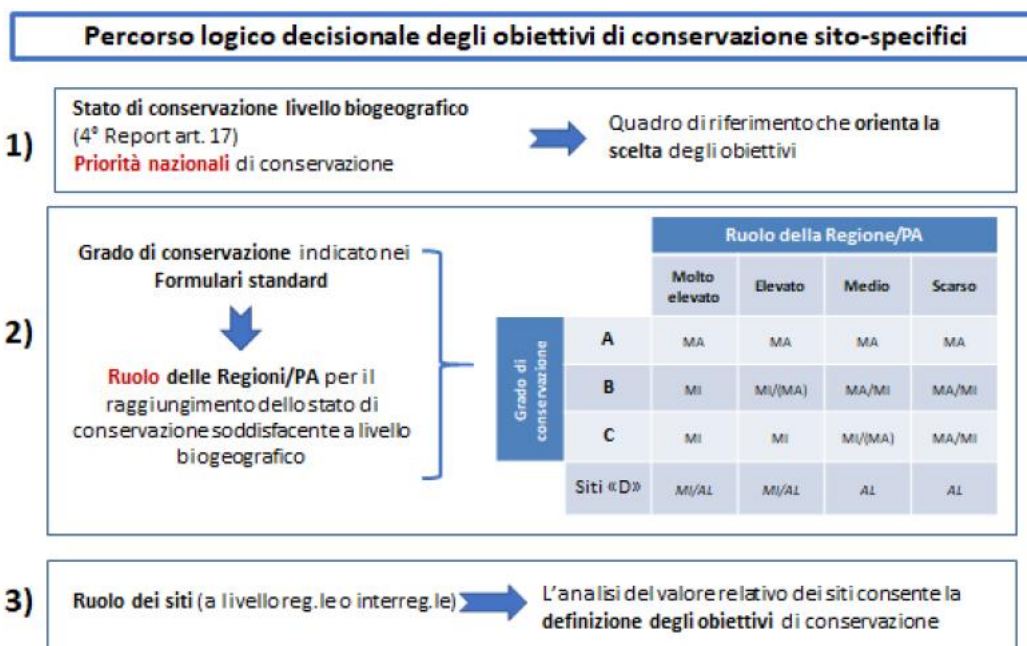 Percorso logico decisionale degli obiettivi di conservazione sito-specifici
1)
Stato di conservazione livello biogeografico
(4° Report art. 17)
Priorità nazionali di conservazione
Quadro di riferimento che orienta la
scelta degli obiettivi
2)
Grado di conservazione indicato nei
Formulari standard
Ruolo delle Regioni/PA per il
raggiungimento dello stato di
conservazione soddisfacente a livello
biogeografico
Ruolo della Regione/PA
Molto elevato Elevato Medio Scarso
Grado di
conservazione
A MA MA MA MA
B MI MI/(MA) MA/MI MA/MI
C MI MI MI/(MA) MA/MI
Siti «D» MI/AL MI/AL AL AL
3)
Ruolo dei siti (a livello reg.le o interreg.le)
L'analisi del valore relativo dei siti consente la
definizione degli obiettivi di conservazione